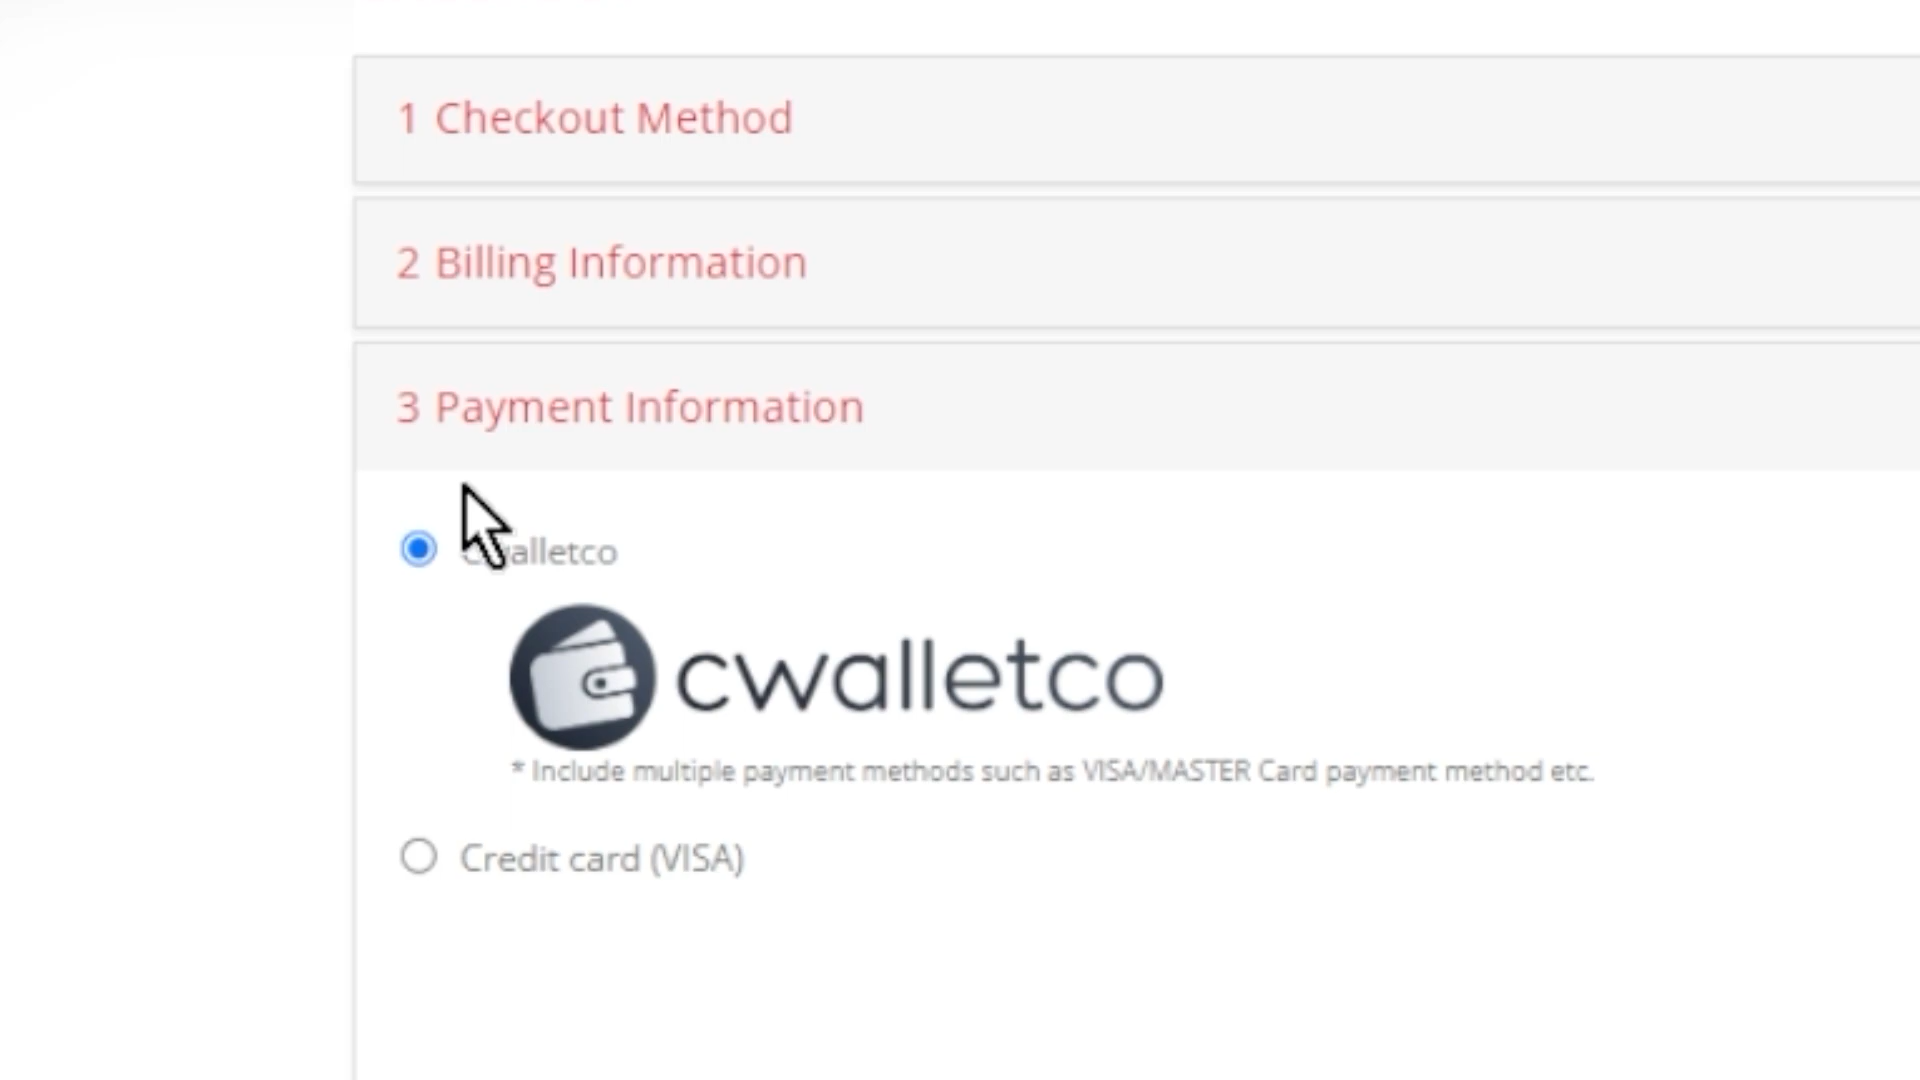 1 Checkout Method
2 Billing Information
3 Payment Information
alletco
cwalletco
* Include multiple payment methods such as VISA/MASTER Card payment method etc.
Credit card (VISA)